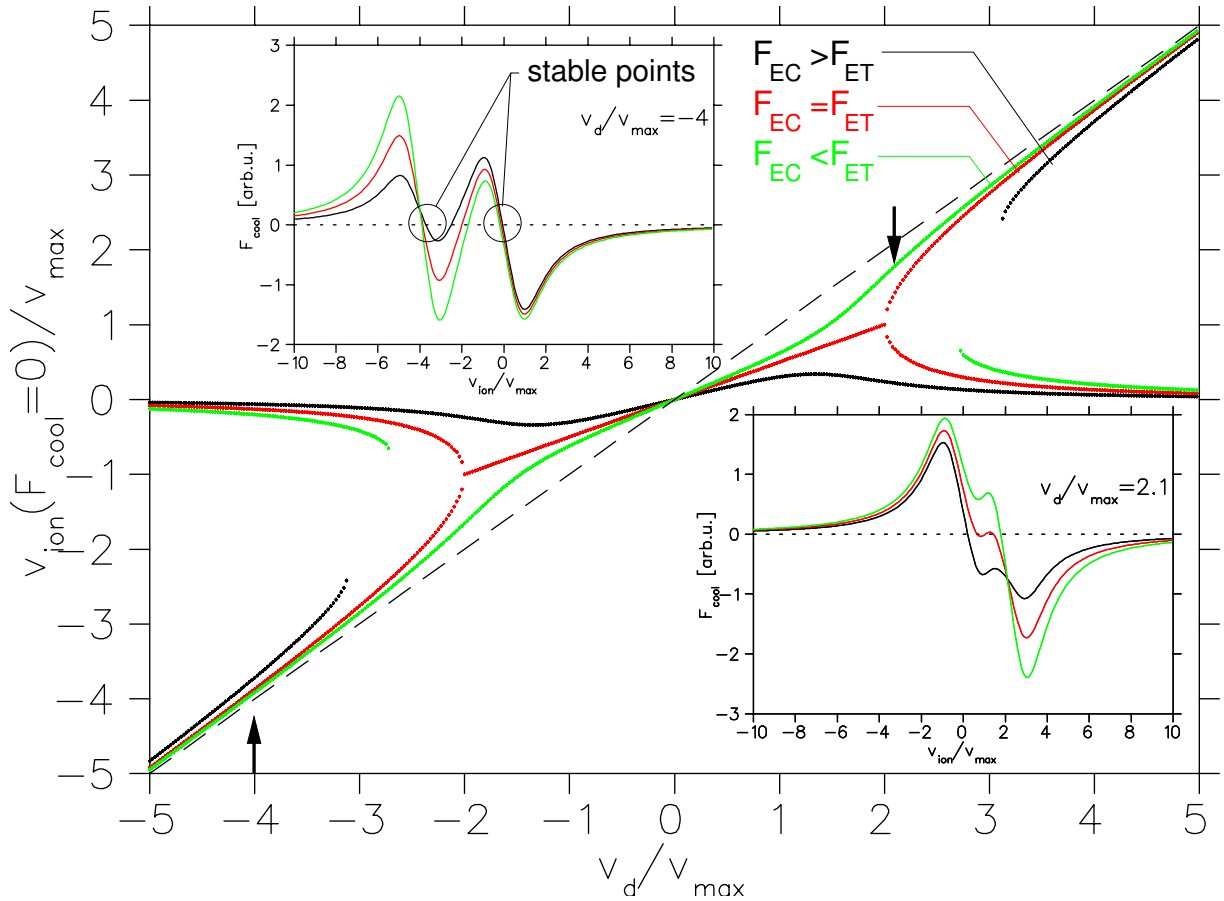 v_ion(F_cool=0)/v_max
5
4
3
2
1
0
−1
−2
−3
−4
−5
−5 −4 −3 −2 −1 0 1 2 3 4 5
v_d/v_max
F_EC >F_ET
F_EC =F_ET
F_EC <F_ET
stable points
v_d/v_max=−4
F_cool [arb.u.]
3
2
1
0
−1
−2
−10 −8 −6 −4 −2 0 2 4 6 8 10
v_ion/v_max
v_d/v_max=2.1
F_cool [arb.u.]
2
1
0
−1
−2
−3
−10 −8 −6 −4 −2 0 2 4 6 8 10
v_ion/v_max